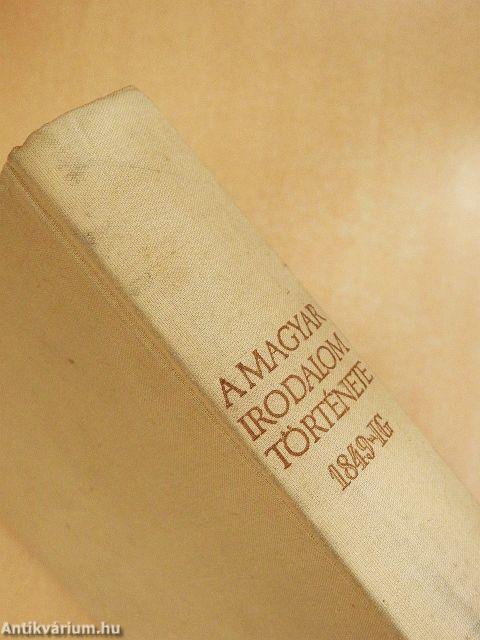 A MAGYAR
IRODALOM
TÖRTÉNETE
1849-IG
Antikvárium.hu